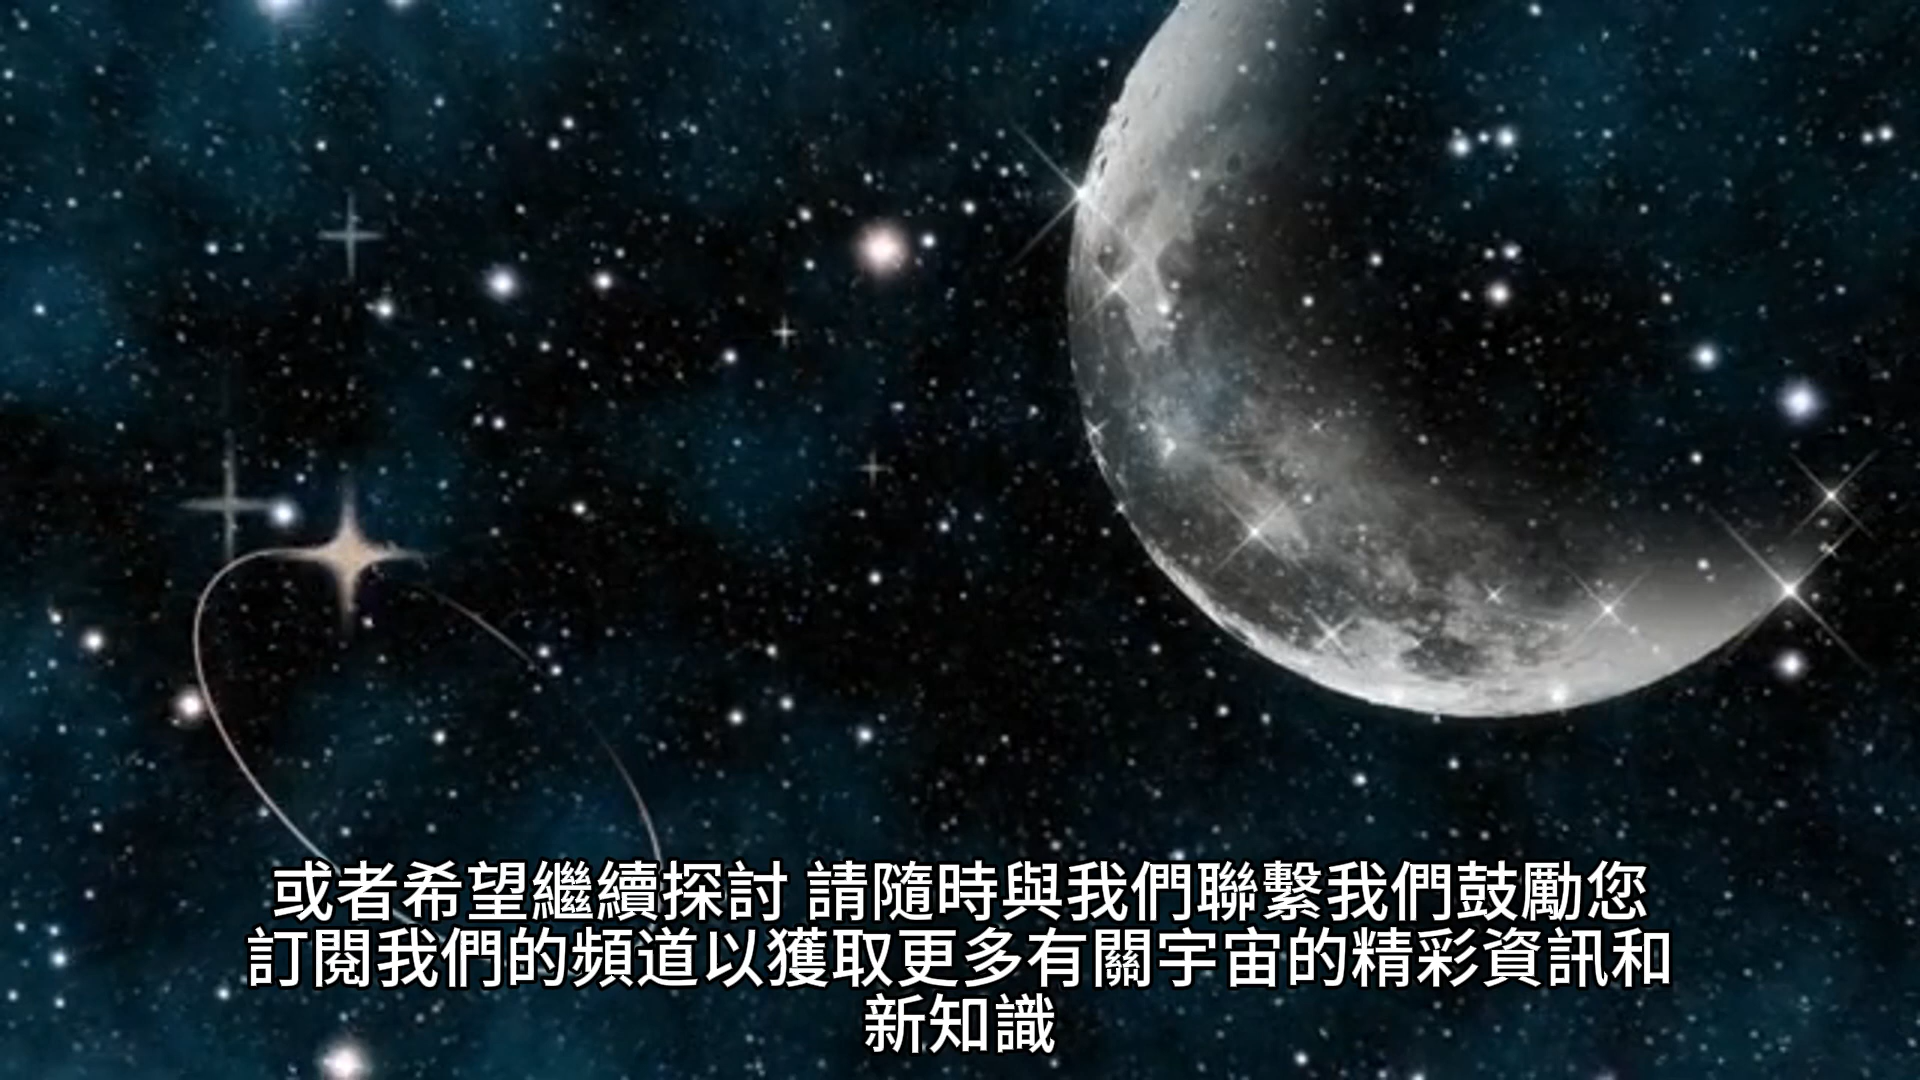 或者希望繼續探討 請隨時與我們聯繫我們鼓勵您
訂閱我們的頻道以獲取更多有關宇宙的精彩資訊和
新知識